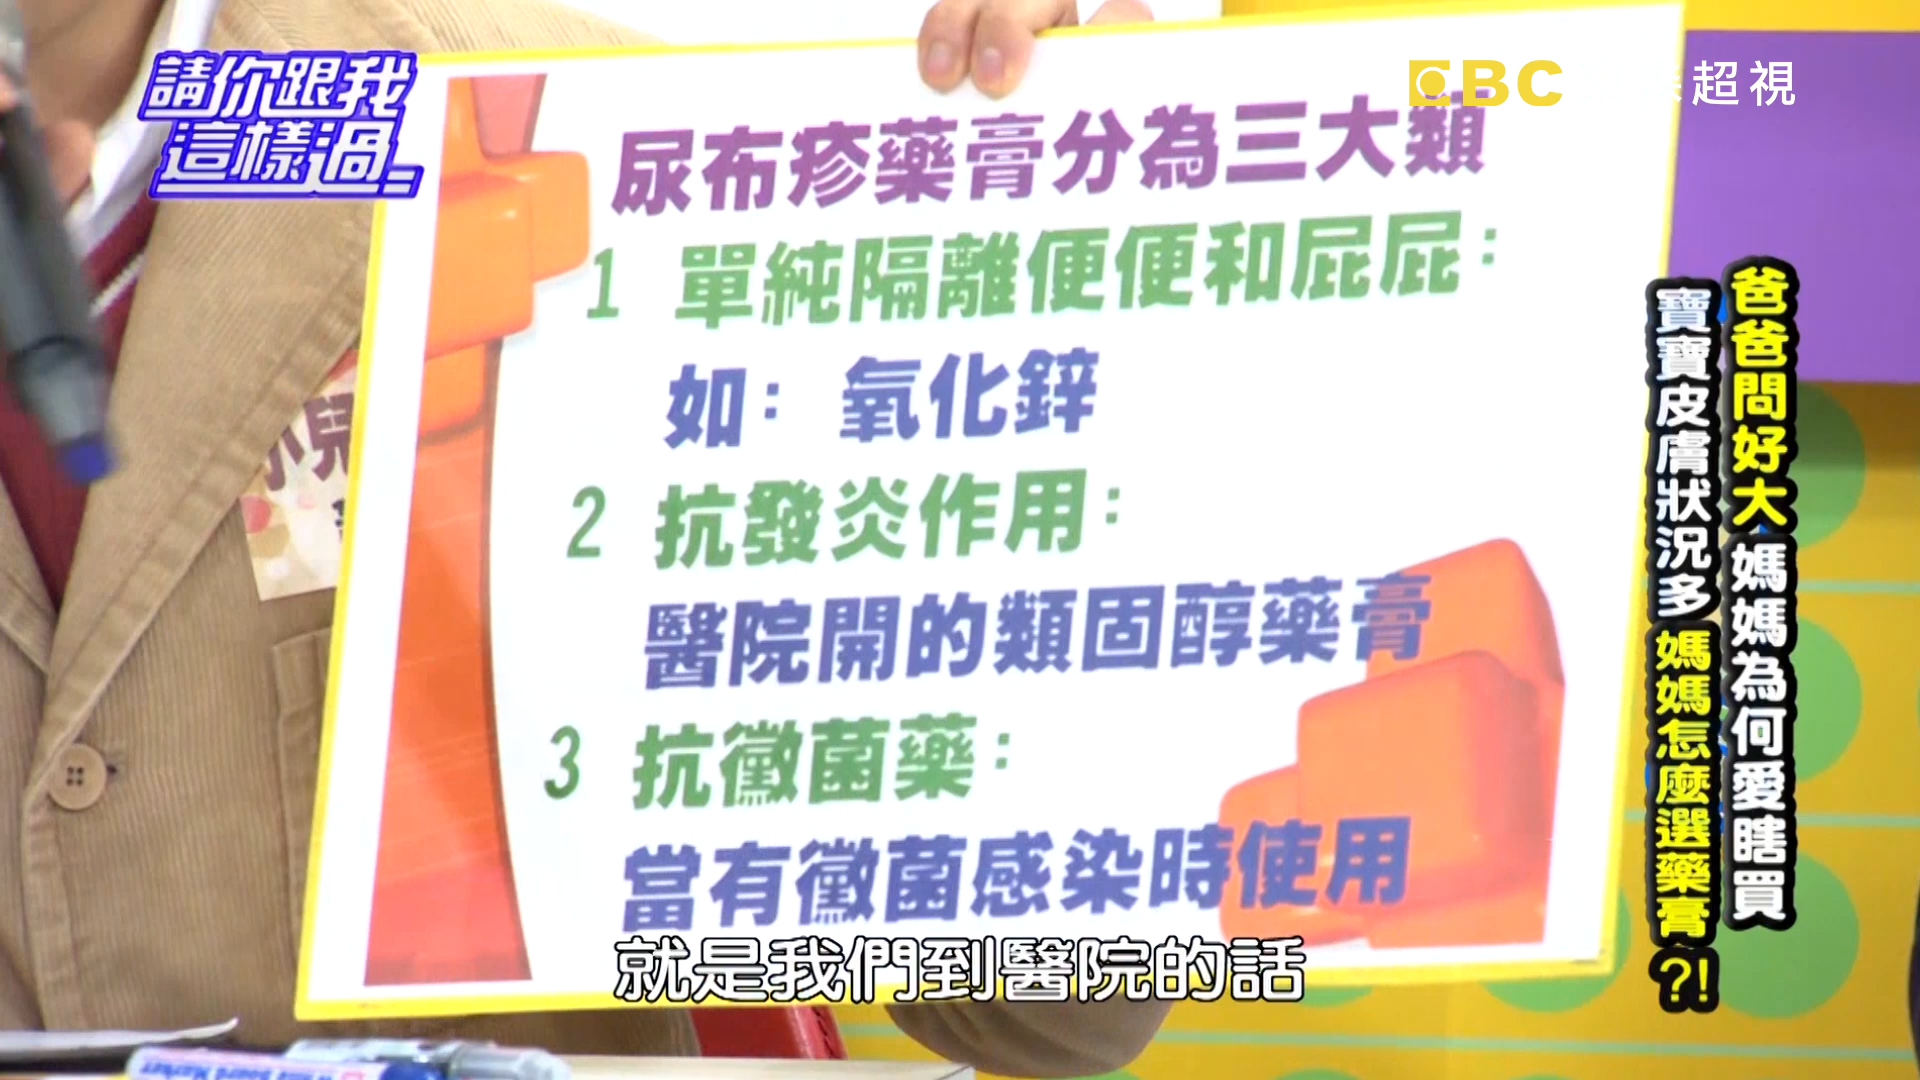 請你跟我
這樣過
EBC
超視
尿布疹藥膏分為三大類
1 單純隔離便便和屁屁：
如：氧化鋅
2 抗發炎作用：
醫院開的類固醇藥膏
3 抗黴菌藥：
當有黴菌感染時使用
爸爸問好大 媽媽為何愛瞎買
寶寶皮膚狀況多 媽媽怎麼選藥膏?!
就是我們到醫院的話
小兒